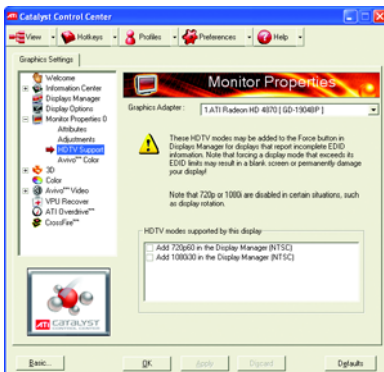 ATI Catalyst Control Center
View
Hotkeys
Profiles
Preferences
Help
Graphics Settings
Welcome
Information Center
Displays Manager
Display Options
Monitor Properties 0
Attributes
Adjustments
HDTV Support
Avivo™ Color
3D
Color
Avivo™ Video
VPU Recover
ATI Overdrive™
CrossFire™
Monitor Properties
Graphics Adapter:
1.ATI Radeon HD 4870 [ GD-1904BP ]
These HDTV modes may be added to the Force button in
Displays Manager for displays that report incomplete EDID
information. Note that forcing a display mode that exceeds its
EDID limits may result in a blank screen or permanently damage
your display!
Note that 720p or 1080i are disabled in certain situations, such
as display rotation.
HDTV modes supported by this display
Add 720p60 in the Display Manager (NTSC)
Add 1080i30 in the Display Manager (NTSC)
ATI CATALYST
CONTROL CENTER
Basic...
OK
Apply
Discard
Defaults